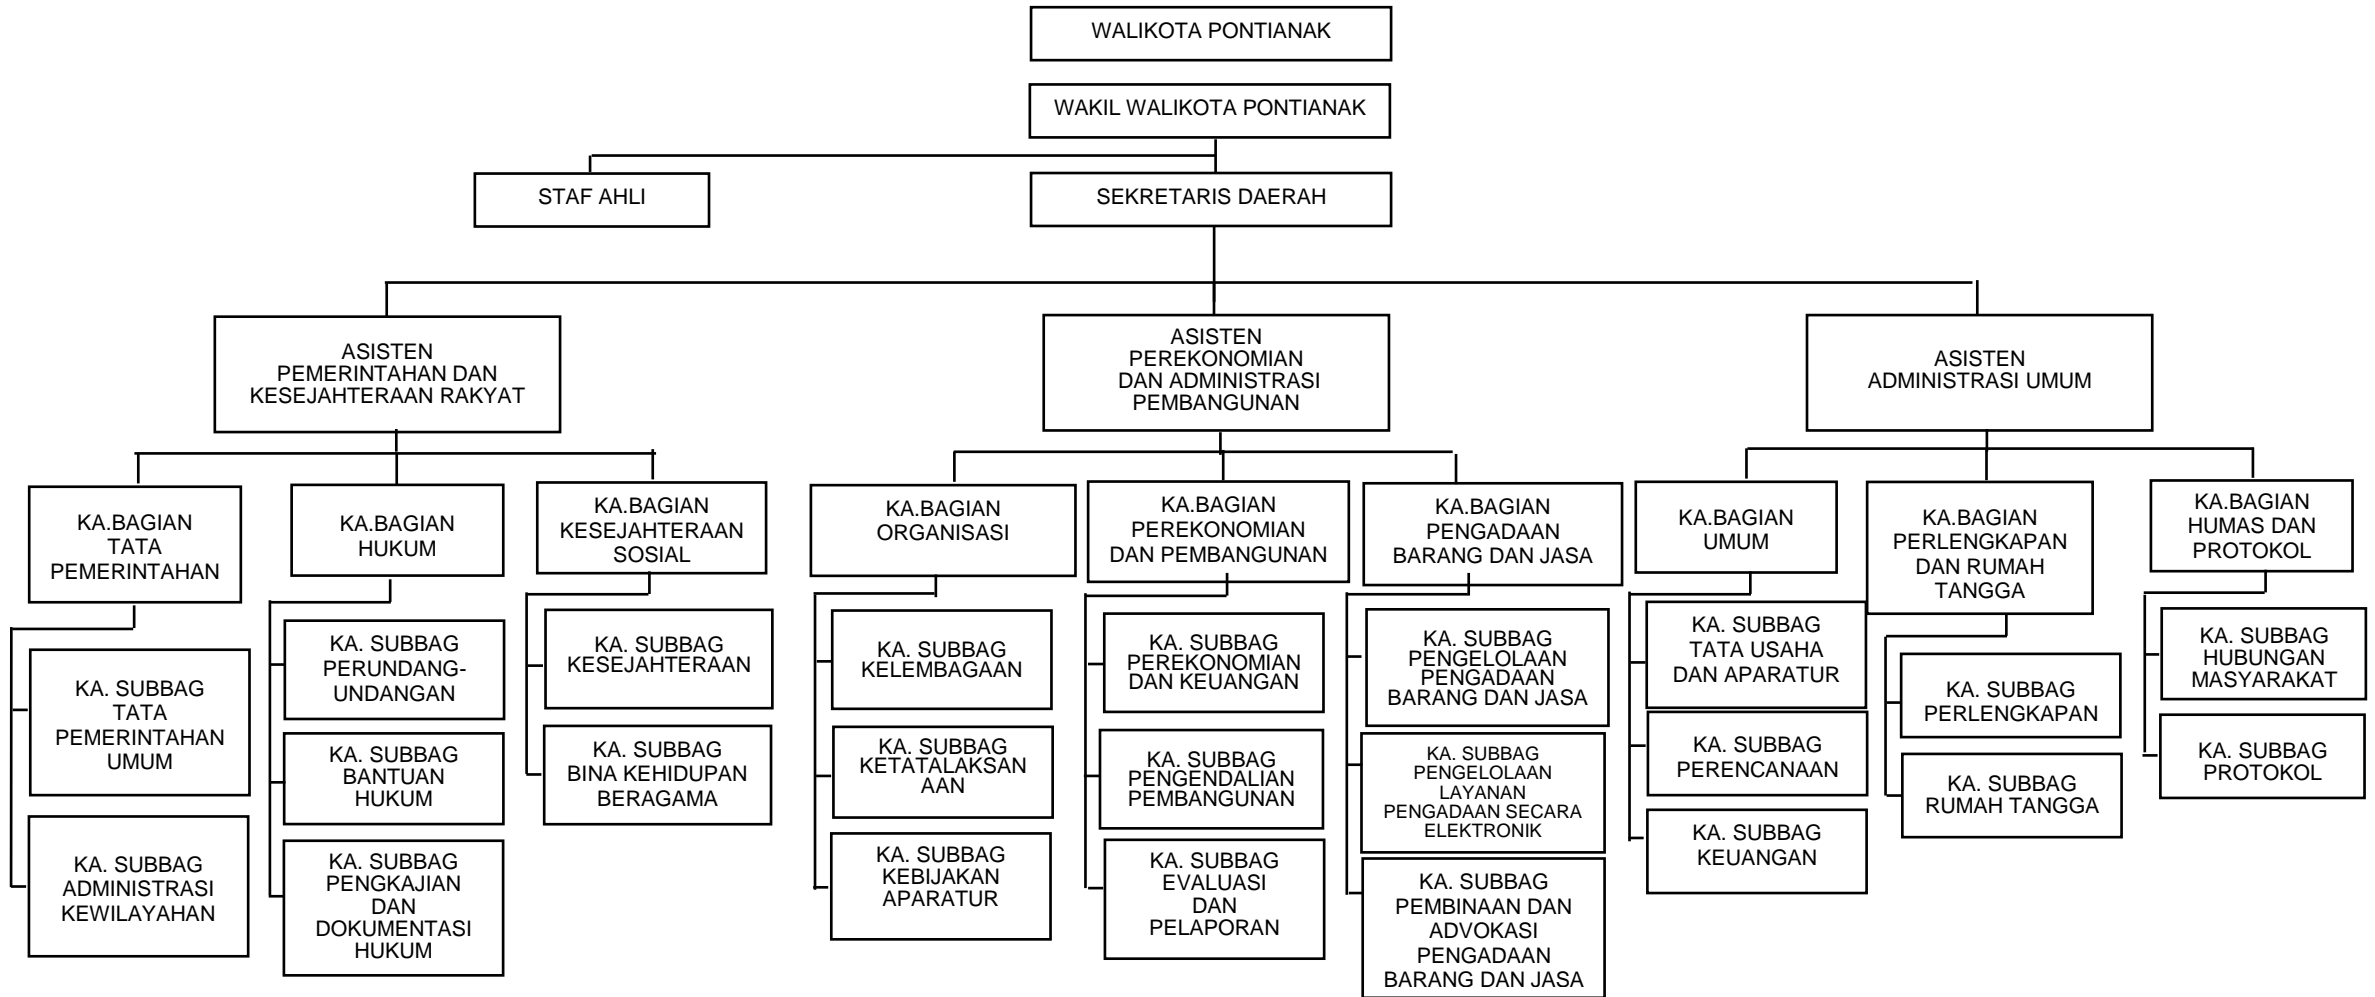 WALIKOTA PONTIANAK
WAKIL WALIKOTA PONTIANAK
STAF AHLI
SEKRETARIS DAERAH
ASISTEN
PEMERINTAHAN DAN
KESEJAHTERAAN RAKYAT
ASISTEN
PEREKONOMIAN
DAN ADMINISTRASI
PEMBANGUNAN
ASISTEN
ADMINISTRASI UMUM
KA.BAGIAN
TATA
PEMERINTAHAN
KA.BAGIAN
HUKUM
KA.BAGIAN
KESEJAHTERAAN
SOSIAL
KA.BAGIAN
ORGANISASI
KA.BAGIAN
PEREKONOMIAN
DAN PEMBANGUNAN
KA.BAGIAN
PENGADAAN
BARANG DAN JASA
KA.BAGIAN
UMUM
KA.BAGIAN
PERLENGKAPAN
DAN RUMAH
TANGGA
KA.BAGIAN
HUMAS DAN
PROTOKOL
KA. SUBBAG
TATA
PEMERINTAHAN
UMUM
KA. SUBBAG
ADMINISTRASI
KEWILAYAHAN
KA. SUBBAG
PERUNDANG-
UNDANGAN
KA. SUBBAG
BANTUAN
HUKUM
KA. SUBBAG
PENGKAJIAN
DAN
DOKUMENTASI
HUKUM
KA. SUBBAG
KESEJAHTERAAN
KA. SUBBAG
BINA KEHIDUPAN
BERAGAMA
KA. SUBBAG
KELEMBAGAAN
KA. SUBBAG
KETATALAKSAN
AAN
KA. SUBBAG
KEBIJAKAN
APARATUR
KA. SUBBAG
PEREKONOMIAN
DAN KEUANGAN
KA. SUBBAG
PENGENDALIAN
PEMBANGUNAN
KA. SUBBAG
EVALUASI
DAN
PELAPORAN
KA. SUBBAG
PENGELOLAAN
PENGADAAN
BARANG DAN JASA
KA. SUBBAG
PENGELOLAAN
LAYANAN
PENGADAAN SECARA
ELEKTRONIK
KA. SUBBAG
PEMBINAAN DAN
ADVOKASI
PENGADAAN
BARANG DAN JASA
KA. SUBBAG
TATA USAHA
DAN APARATUR
KA. SUBBAG
PERENCANAAN
KA. SUBBAG
KEUANGAN
KA. SUBBAG
PERLENGKAPAN
KA. SUBBAG
RUMAH TANGGA
KA. SUBBAG
HUBUNGAN
MASYARAKAT
KA. SUBBAG
PROTOKOL